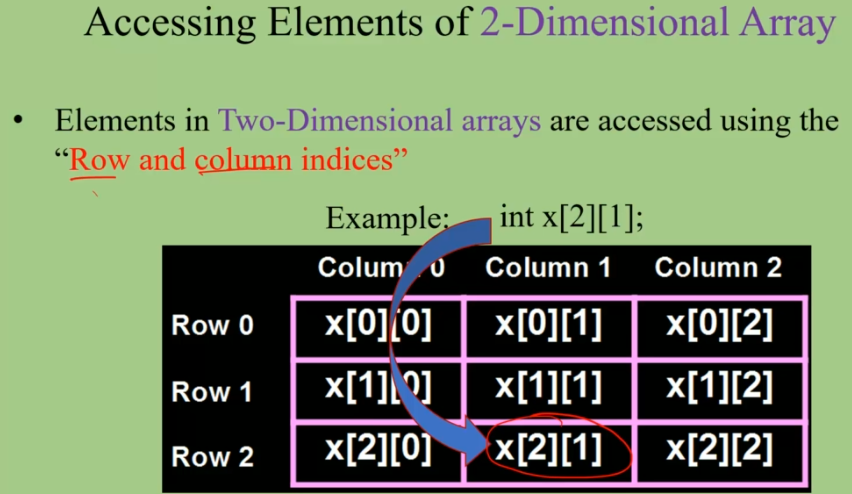 Accessing Elements of 2-Dimensional Array
• Elements in Two-Dimensional arrays are accessed using the
“Row and column indices”
Example: int x[2][1];
Column 0 Column 1 Column 2
Row 0 x[0][0] x[0][1] x[0][2]
Row 1 x[1][0] x[1][1] x[1][2]
Row 2 x[2][0] x[2][1] x[2][2]